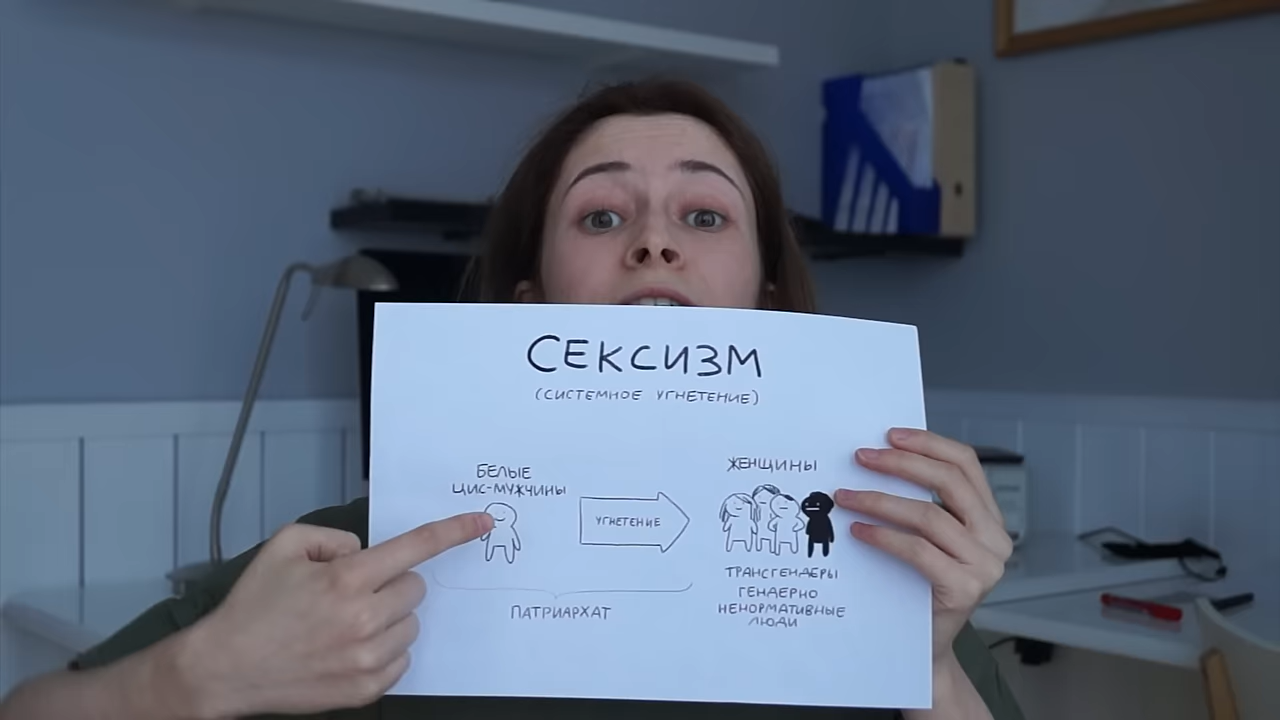 СЕКСИЗМ
(СИСТЕМНОЕ УГНЕТЕНИЕ)
БЕЛЫЕ
ЦИС-МУЖЧИНЫ
УГНЕТЕНИЕ
ПАТРИАРХАТ
ЖЕНЩИНЫ
ТРАНСГЕНДЕРЫ
ГЕНДЕРНО
НЕНОРМАТИВНЫЕ
ЛЮДИ